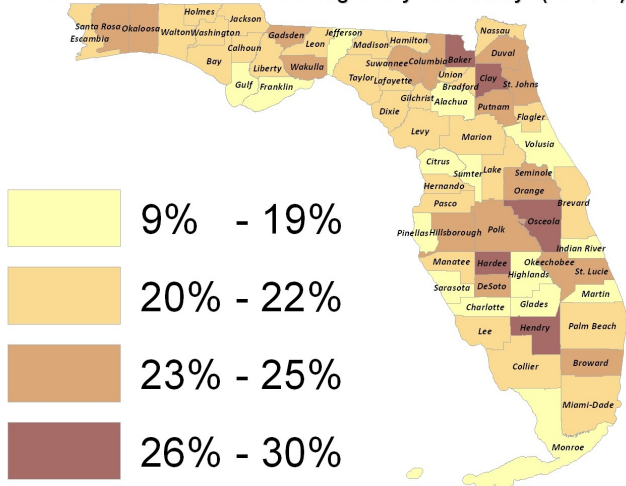 Holmes
Jackson
Santa Rosa
Okaloosa
Walton
Washington
Escambia
Calhoun
Bay
Gadsden
Leon
Liberty
Wakulla
Gulf
Franklin
Jefferson
Madison
Hamilton
Suwannee
Columbia
Baker
Nassau
Duval
Taylor
Lafayette
Union
Clay
St. Johns
Bradford
Gilchrist
Alachua
Putnam
Dixie
Flagler
Levy
Marion
Volusia
Citrus
Sumter
Lake
Seminole
Hernando
Orange
Pasco
Brevard
Osceola
Pinellas
Hillsborough
Polk
Indian River
Manatee
Hardee
Okeechobee
Highlands
St. Lucie
Sarasota
DeSoto
Martin
Charlotte
Glades
Lee
Hendry
Palm Beach
Collier
Broward
Miami-Dade
Monroe
9% - 19%
20% - 22%
23% - 25%
26% - 30%